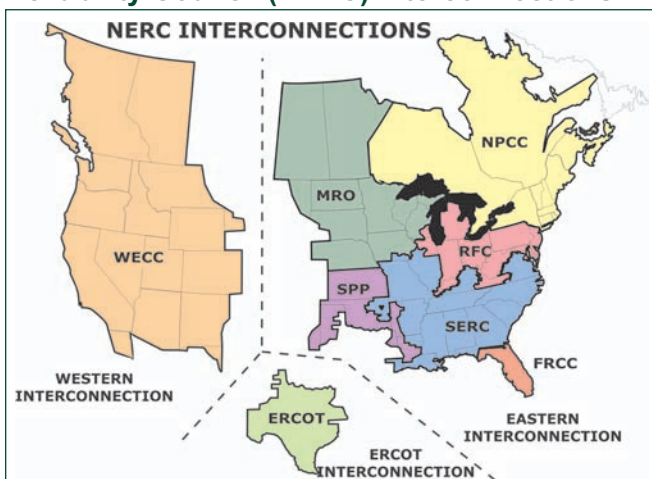 NERC INTERCONNECTIONS
NPCC
MRO
RFC
WECC
SPP
SERC
FRCC
WESTERN
INTERCONNECTION
EASTERN
INTERCONNECTION
ERCOT
ERCOT
INTERCONNECTION